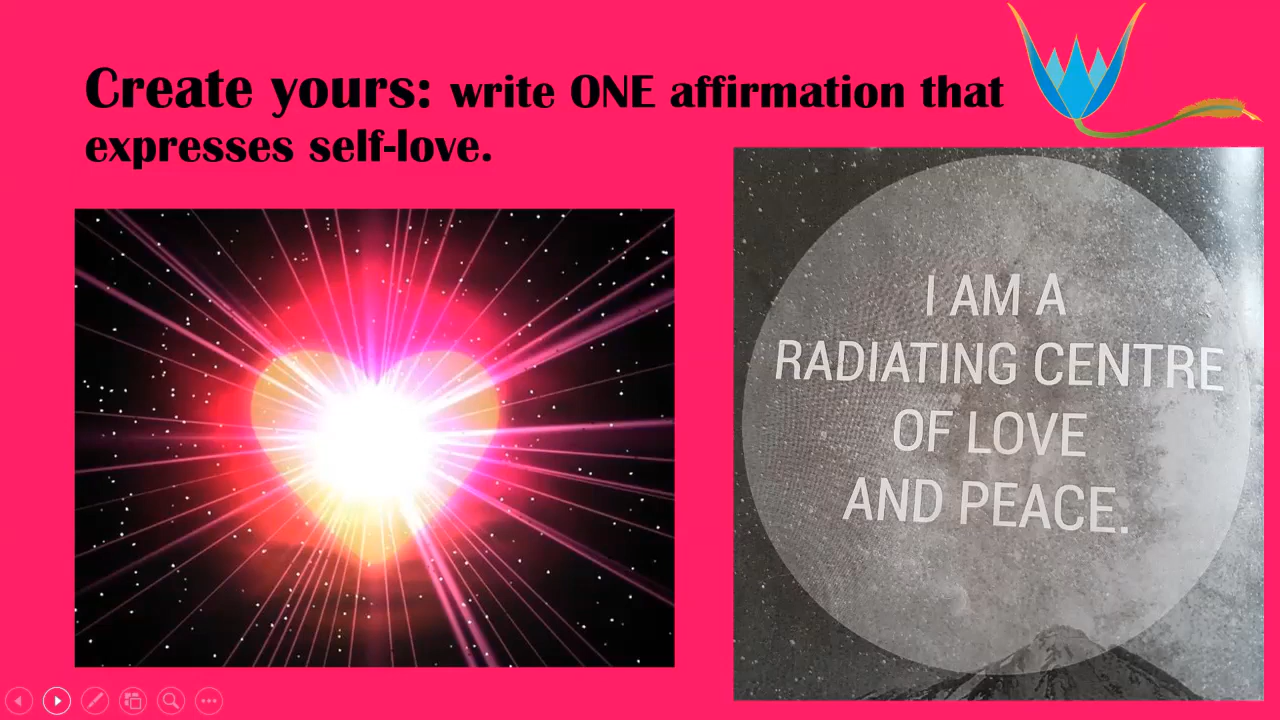 Create yours: write ONE affirmation that
expresses self-love.
I AM A
RADIATING CENTRE
OF LOVE
AND PEACE.